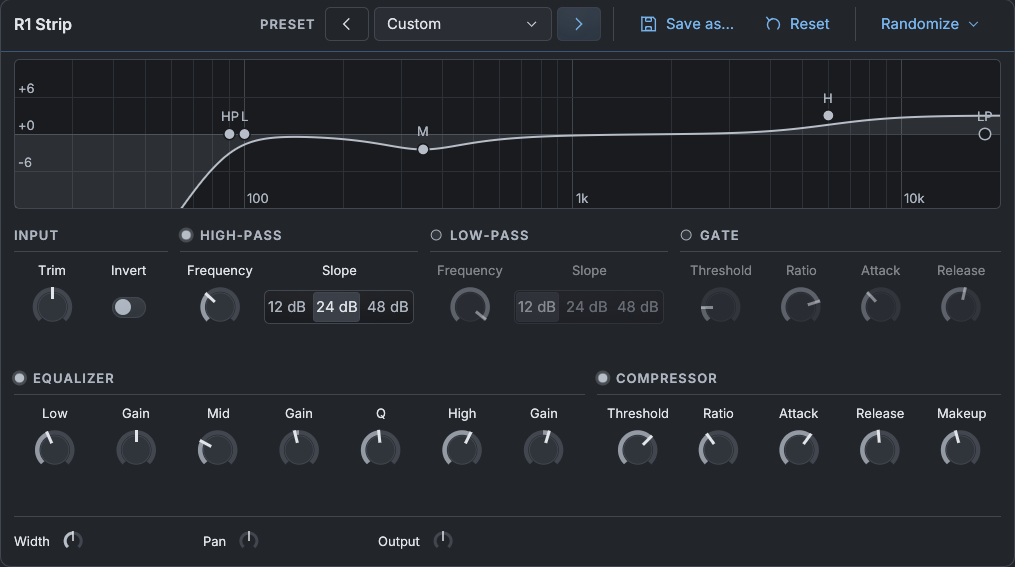 R1 Strip PRESET Custom Save as... Reset Randomize
+6
+0
-6
HP L M H LP
100 1k 10k
INPUT HIGH-PASS LOW-PASS GATE
Trim Invert Frequency Slope Frequency Slope Threshold Ratio Attack Release
12 dB 24 dB 48 dB 12 dB 24 dB 48 dB
EQUALIZER COMPRESSOR
Low Gain Mid Gain Q High Gain Threshold Ratio Attack Release Makeup
Width Pan Output